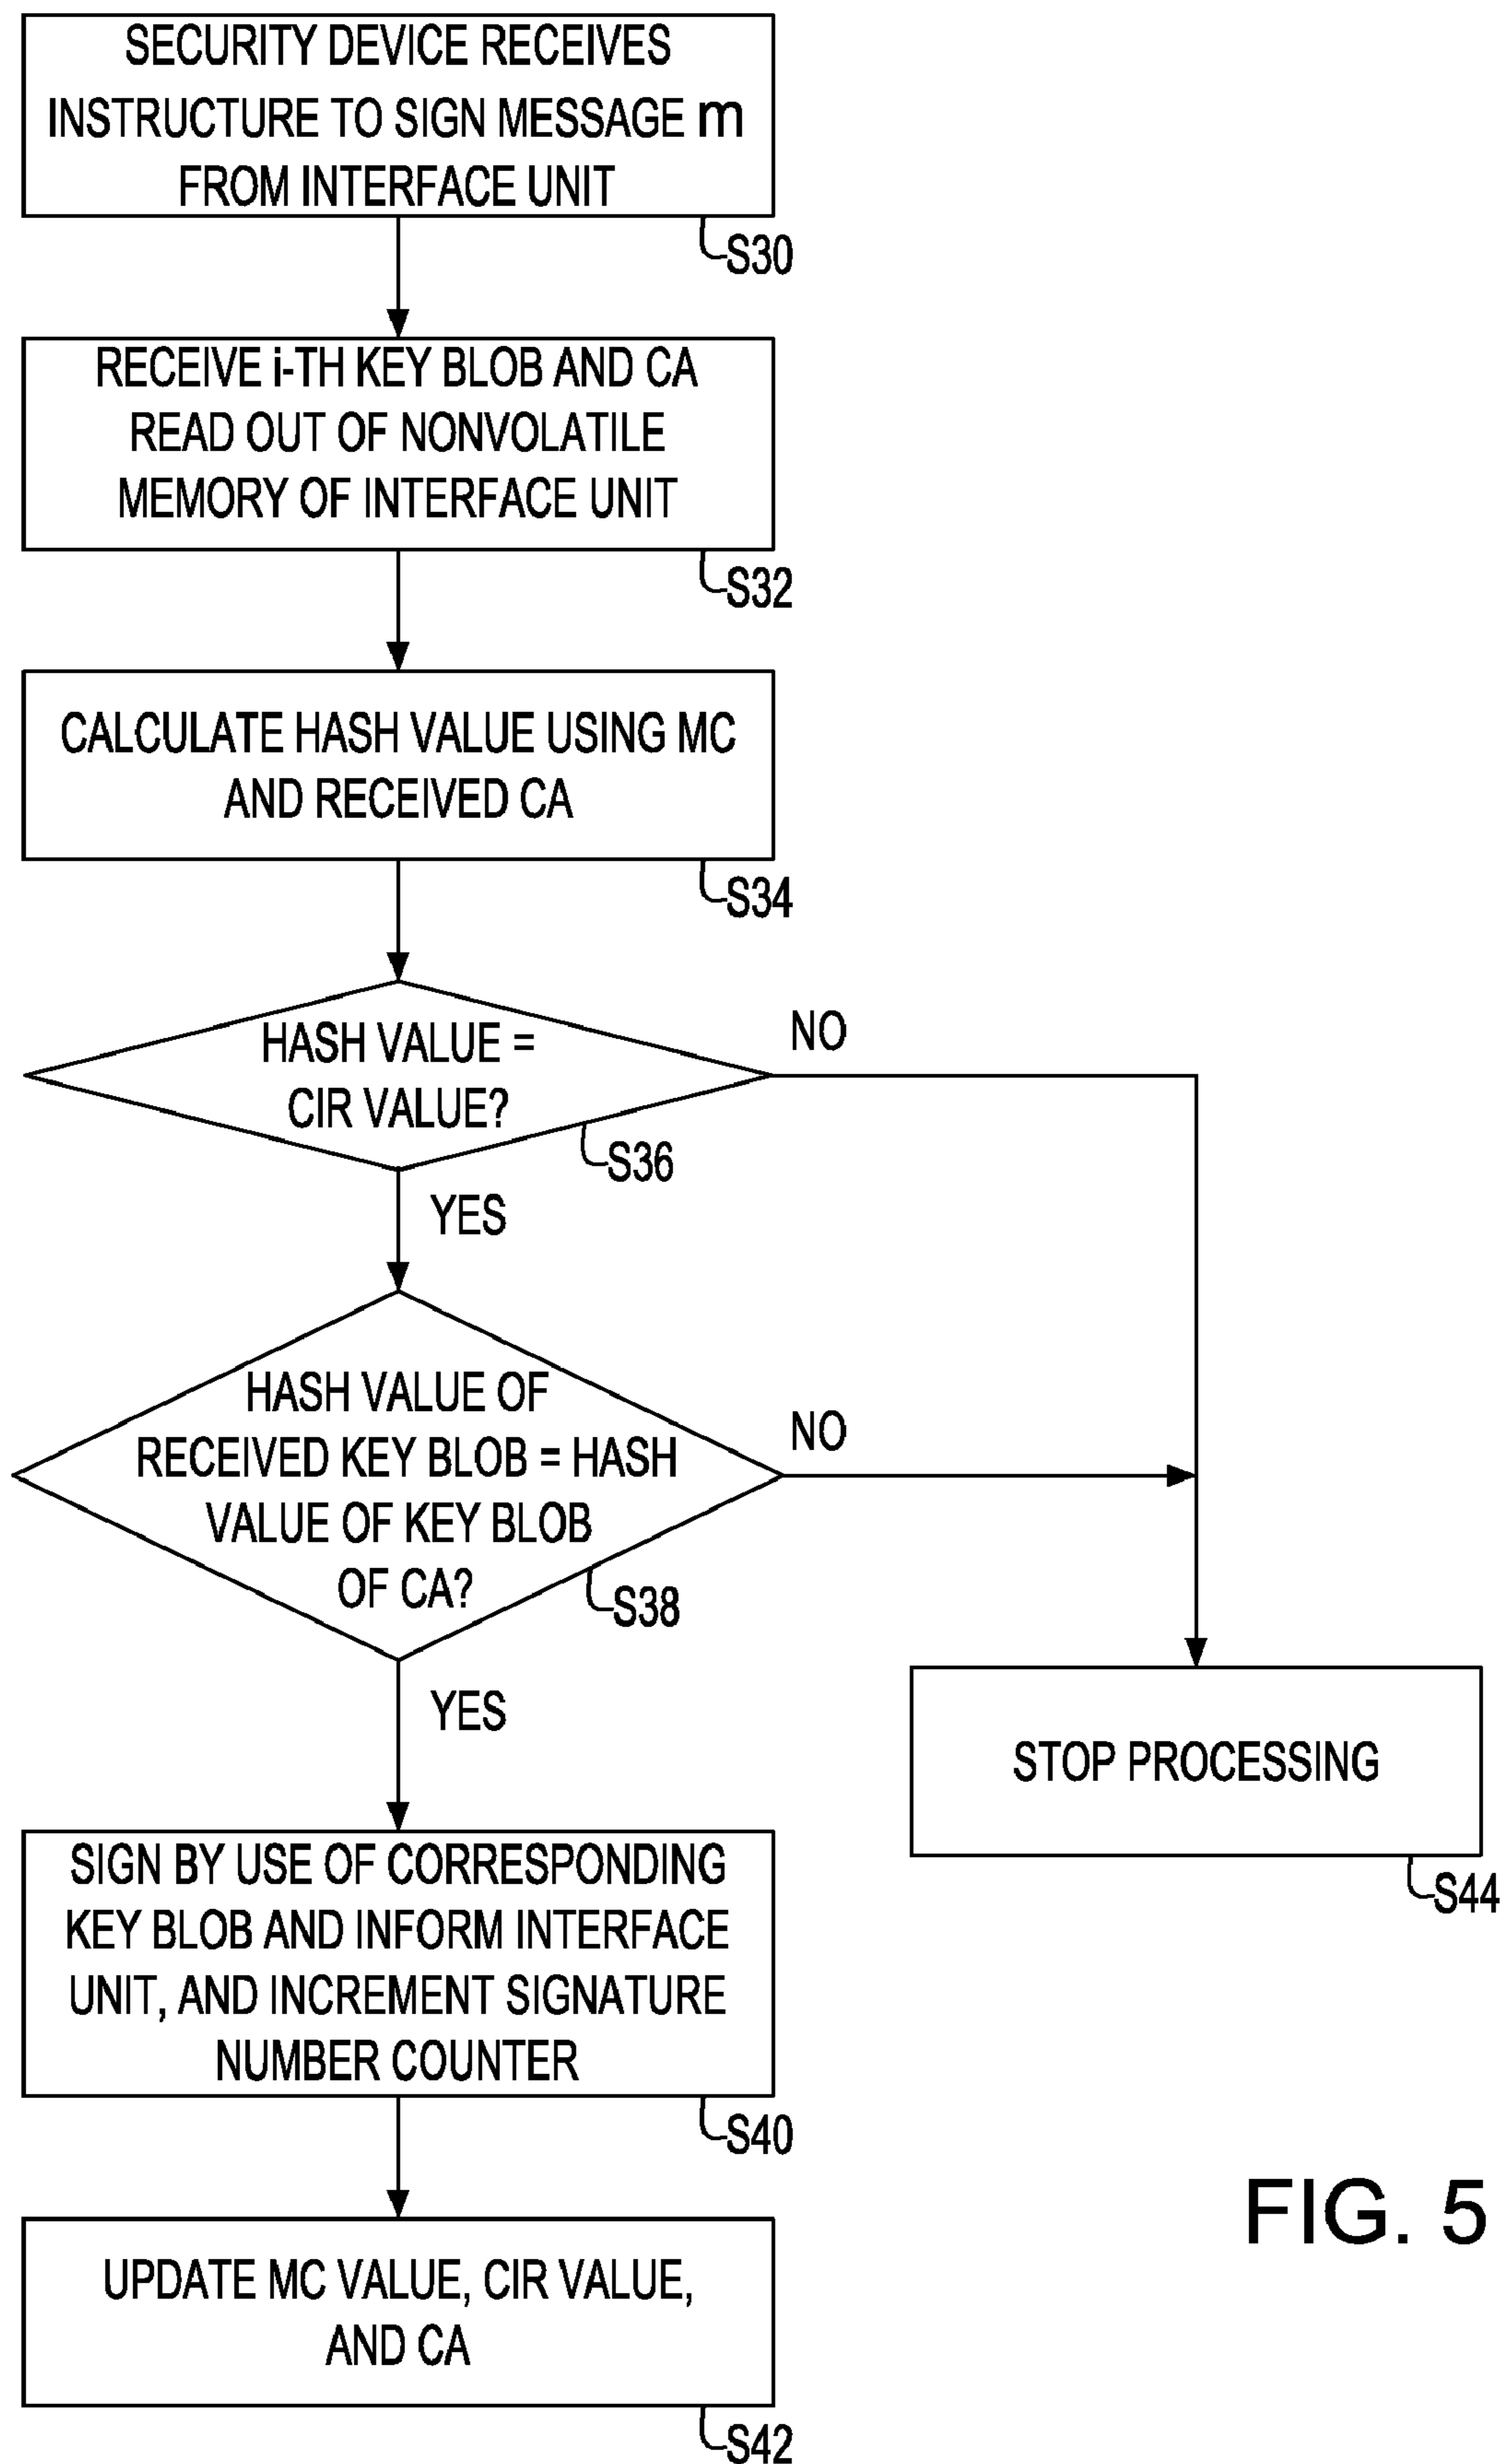 SECURITY DEVICE RECEIVES
INSTRUCTURE TO SIGN MESSAGE m
FROM INTERFACE UNIT
S30
RECEIVE i-TH KEY BLOB AND CA
READ OUT OF NONVOLATILE
MEMORY OF INTERFACE UNIT
S32
CALCULATE HASH VALUE USING MC
AND RECEIVED CA
S34
HASH VALUE =
CIR VALUE?
S36
NO
YES
HASH VALUE OF
RECEIVED KEY BLOB = HASH
VALUE OF KEY BLOB
OF CA?
S38
NO
YES
STOP PROCESSING
S44
SIGN BY USE OF CORRESPONDING
KEY BLOB AND INFORM INTERFACE
UNIT, AND INCREMENT SIGNATURE
NUMBER COUNTER
S40
UPDATE MC VALUE, CIR VALUE,
AND CA
S42
FIG. 5